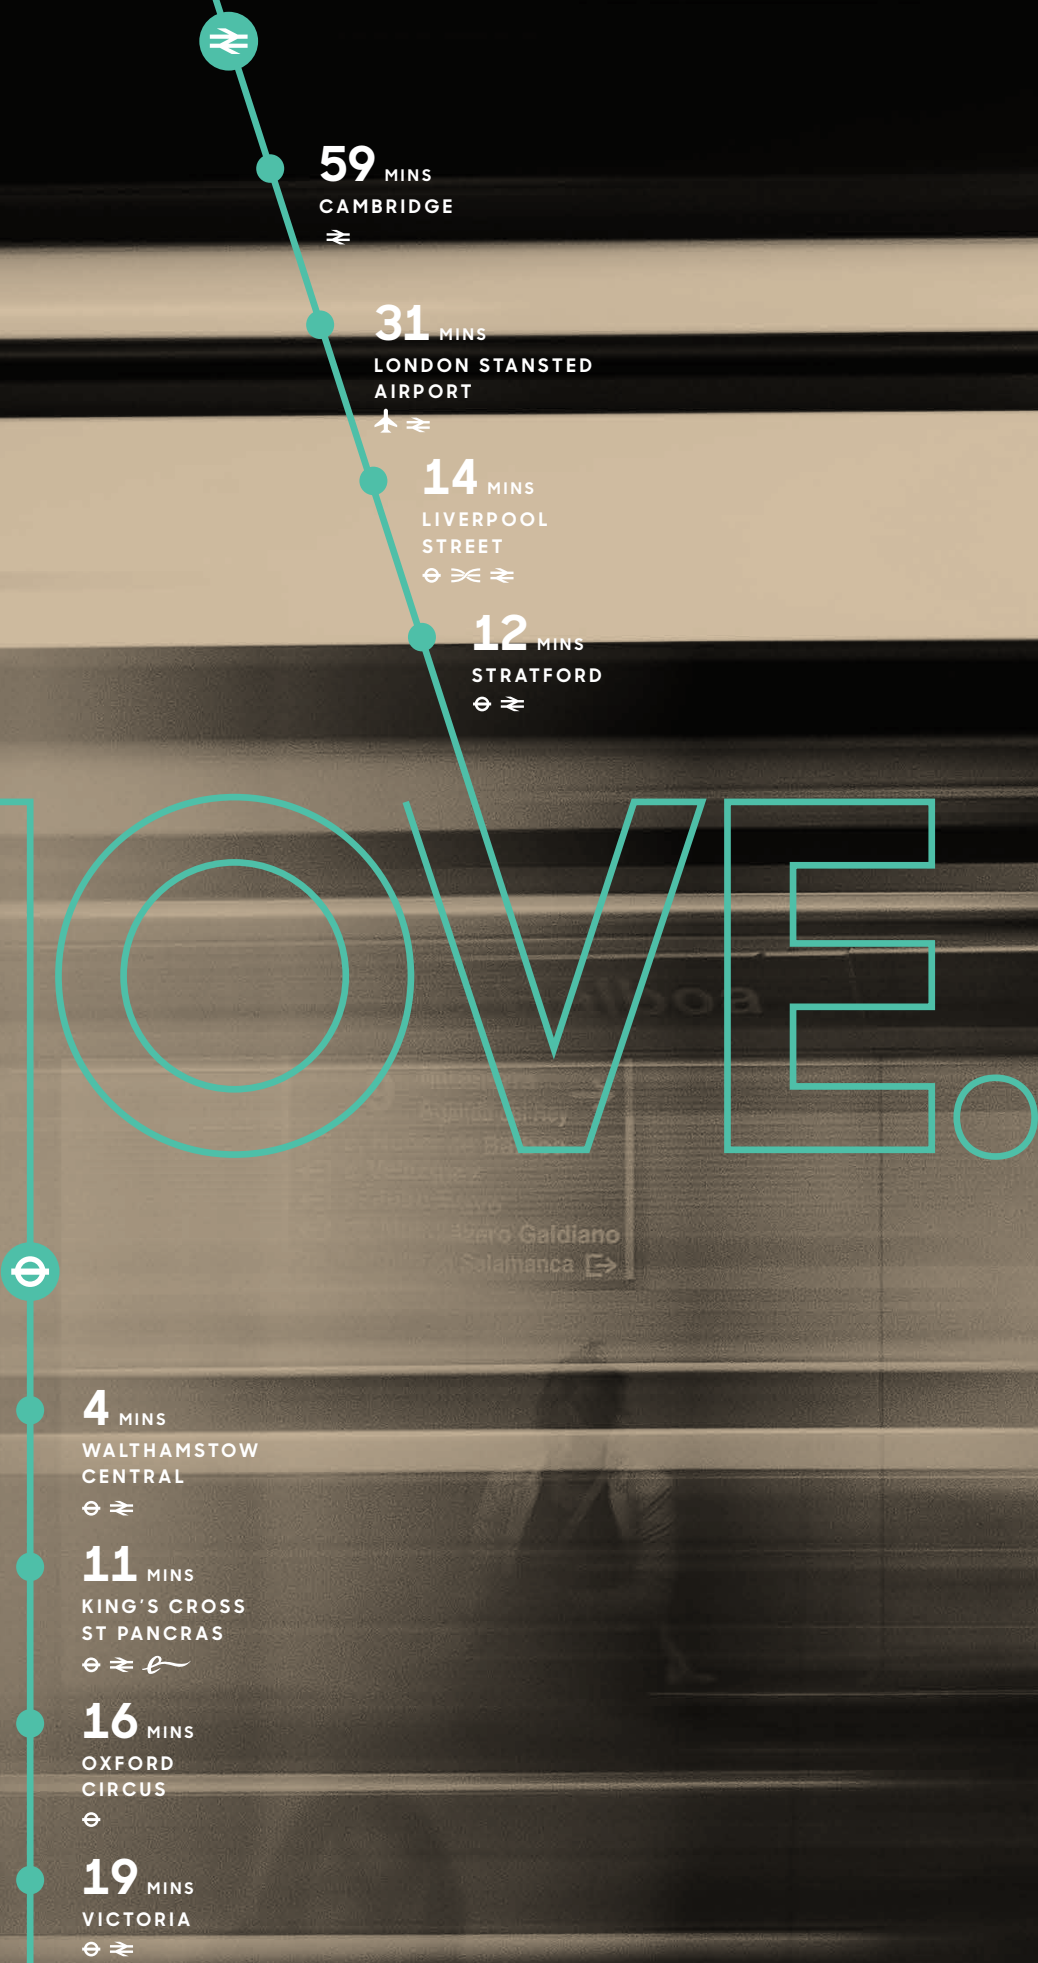 59 MINS
CAMBRIDGE
31 MINS
LONDON STANSTED
AIRPORT
14 MINS
LIVERPOOL
STREET
12 MINS
STRATFORD
OVE.
Galdiano
Salamanca
4 MINS
WALTHAMSTOW
CENTRAL
11 MINS
KING'S CROSS
ST PANCRAS
16 MINS
OXFORD
CIRCUS
19 MINS
VICTORIA